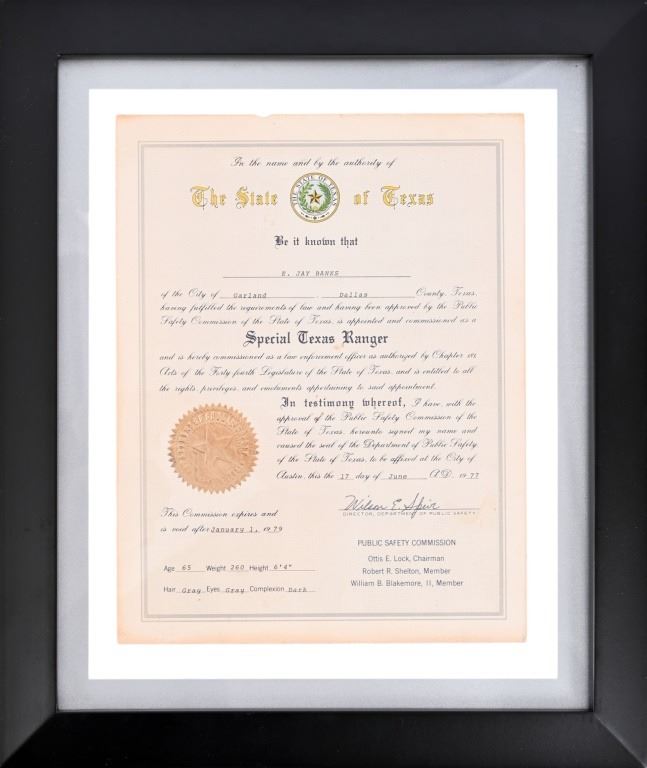 In the name and by the authority of
The State of Texas
THE STATE OF TEXAS
Be it known that
E. JAY BANKS
of the City of Garland, Dallas County, Texas,
having fulfilled the requirements of law and having been approved by the Public
Safety Commission of the State of Texas, is appointed and commissioned as a
Special Texas Ranger
and is hereby commissioned as a law enforcement officer as authorized by Chapter 181
Acts of the Forty fourth Legislature of the State of Texas, and is entitled to all
the rights, privileges, and emoluments appertaining to said appointment.
In testimony whereof, I have, with the
approval of the Public Safety Commission of the
State of Texas, hereunto signed my name and
caused the seal of the Department of Public Safety
of the State of Texas, to be affixed at the City of
Austin, this the 17 day of June A.D. 1977
Wilson E. Speir
DIRECTOR, DEPARTMENT OF PUBLIC SAFETY
This Commission expires and
is void after January 1, 1979
PUBLIC SAFETY COMMISSION
Ottis E. Lock, Chairman
Robert R. Shelton, Member
William B. Blakemore, II, Member
Age 65 Weight 260 Height 6'4"
Hair Gray Eyes Gray Complexion Dark